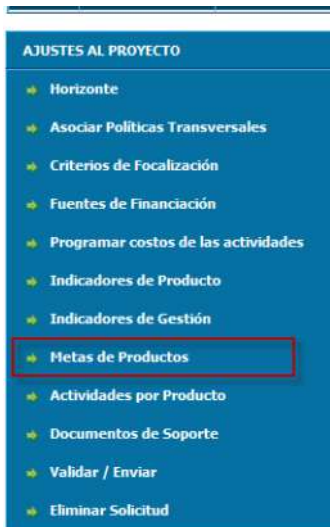 AJUSTES AL PROYECTO
Horizonte
Asociar Políticas Transversales
Criterios de Focalización
Fuentes de Financiación
Programar costos de las actividades
Indicadores de Producto
Indicadores de Gestión
Metas de Productos
Actividades por Producto
Documentos de Soporte
Validar / Enviar
Eliminar Solicitud